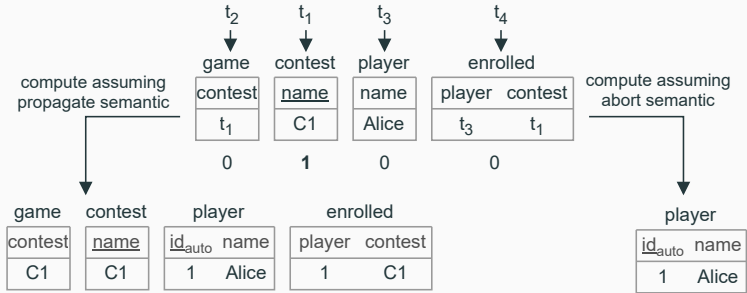 t2 t1 t3 t4
game contest player enrolled
compute assuming
propagate semantic
contest name name player contest
t1 C1 Alice t3 t1
compute assuming
abort semantic
0 1 0 0
game contest player enrolled
contest name idauto name player contest
C1 C1 1 Alice 1 C1
player
idauto name
1 Alice